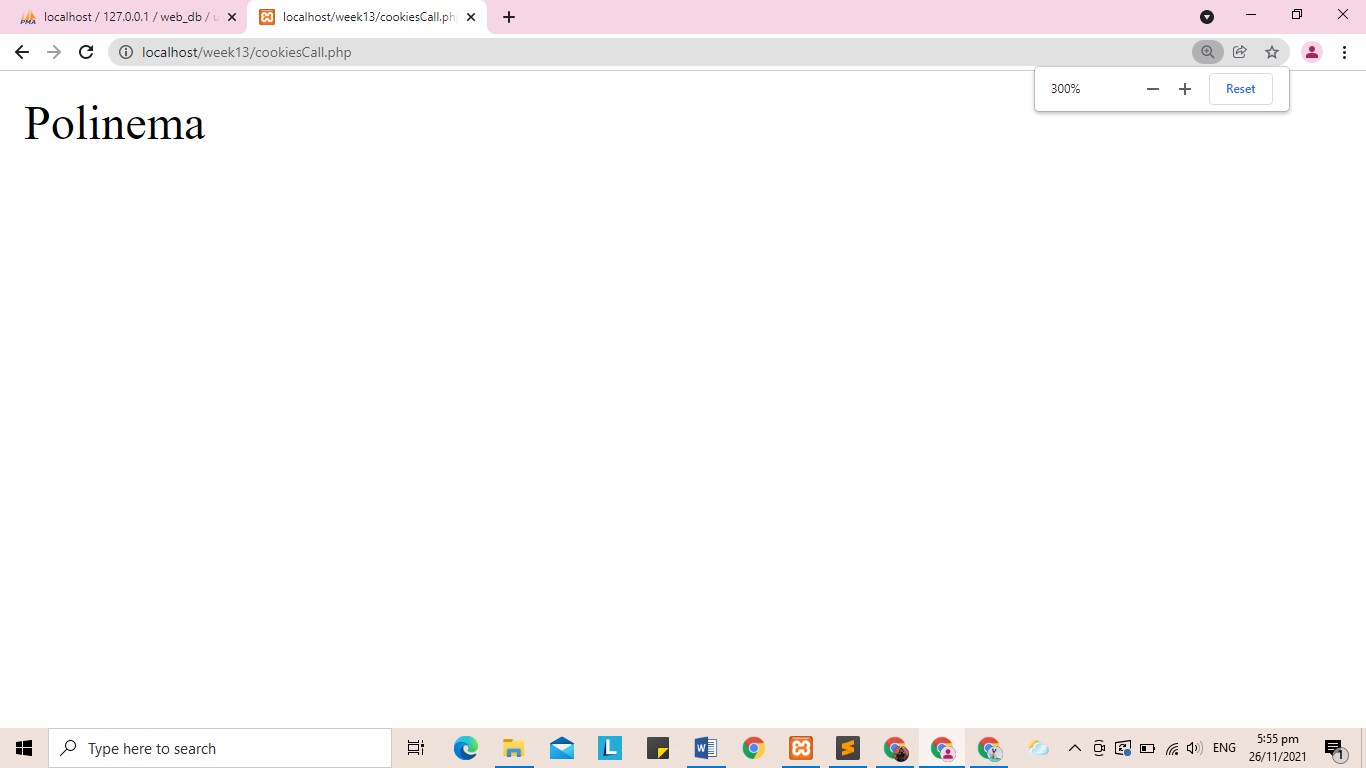 localhost / 127.0.0.1 / web_db / u
localhost/week13/cookiesCall.ph
localhost/week13/cookiesCall.php
300%
Reset
Polinema
Type here to search
ENG
5:55 pm
26/11/2021
1